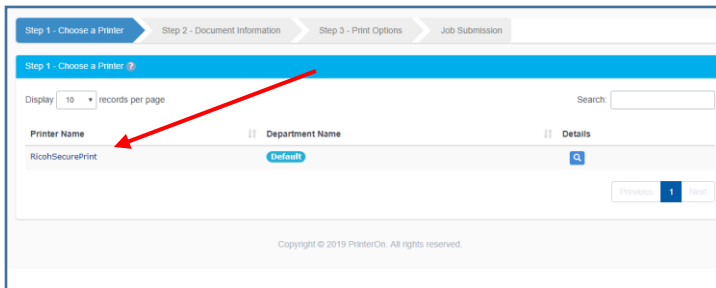 Step 1 - Choose a Printer Step 2 - Document Information Step 3 - Print Options Job Submission
Step 1 - Choose a Printer ?
Display 10 records per page Search:
Printer Name Department Name Details
RicohSecurePrint Default
Previous 1 Next
Copyright © 2019 PrinterOn. All rights reserved.